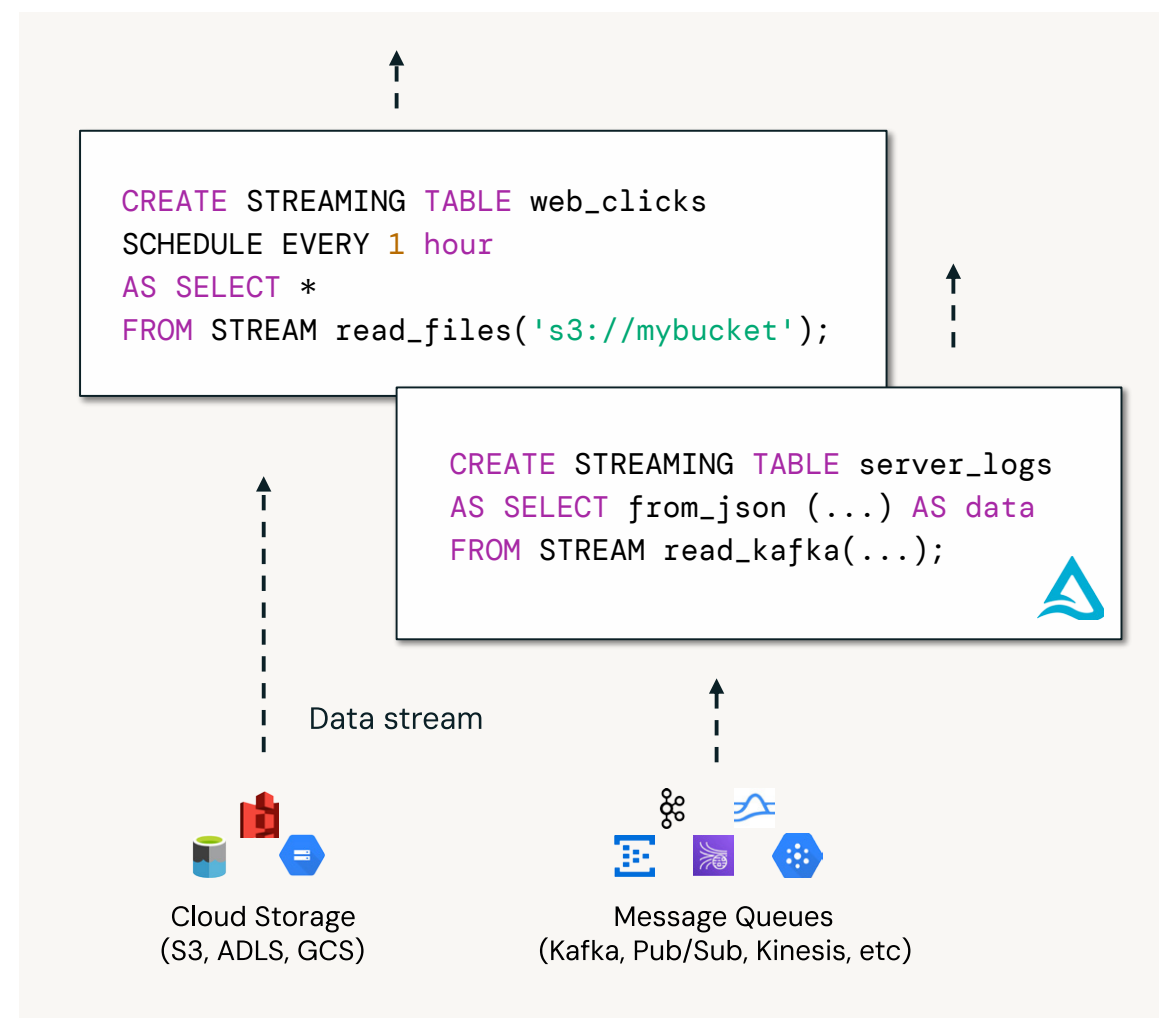 CREATE STREAMING TABLE web_clicks
SCHEDULE EVERY 1 hour
AS SELECT *
FROM STREAM read_files('s3://mybucket');
CREATE STREAMING TABLE server_logs
AS SELECT from_json (...) AS data
FROM STREAM read_kafka(...);
Data stream
Cloud Storage
(S3, ADLS, GCS)
Message Queues
(Kafka, Pub/Sub, Kinesis, etc)